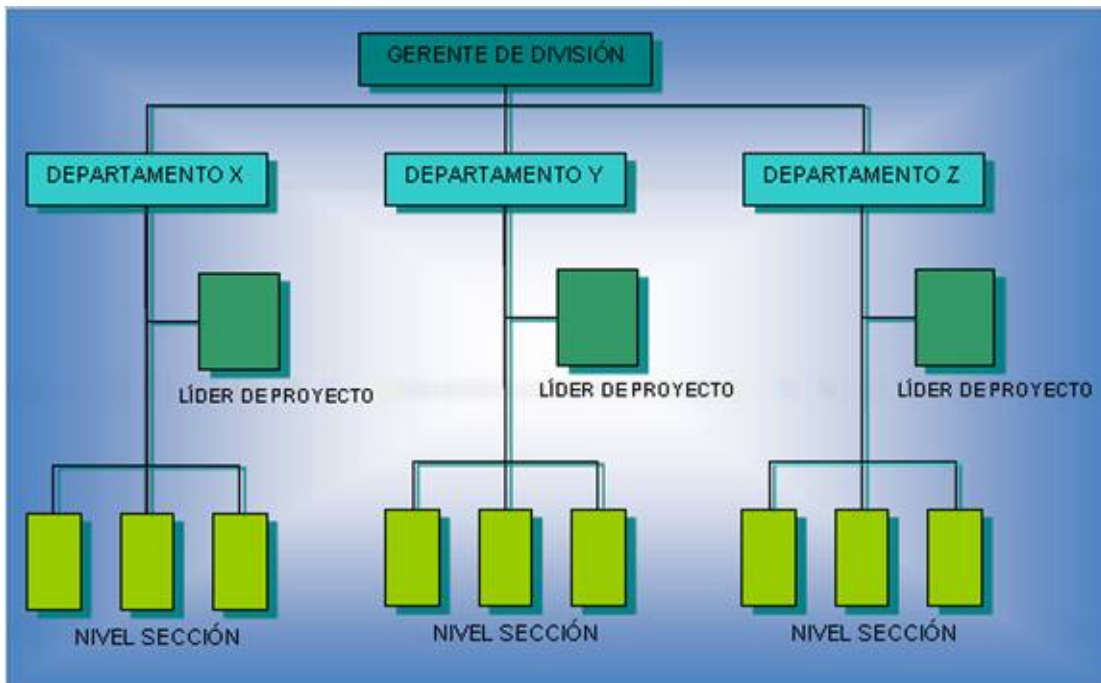 GERENTE DE DIVISIÓN
DEPARTAMENTO X
DEPARTAMENTO Y
DEPARTAMENTO Z
LÍDER DE PROYECTO
LÍDER DE PROYECTO
LÍDER DE PROYECTO
NIVEL SECCIÓN
NIVEL SECCIÓN
NIVEL SECCIÓN